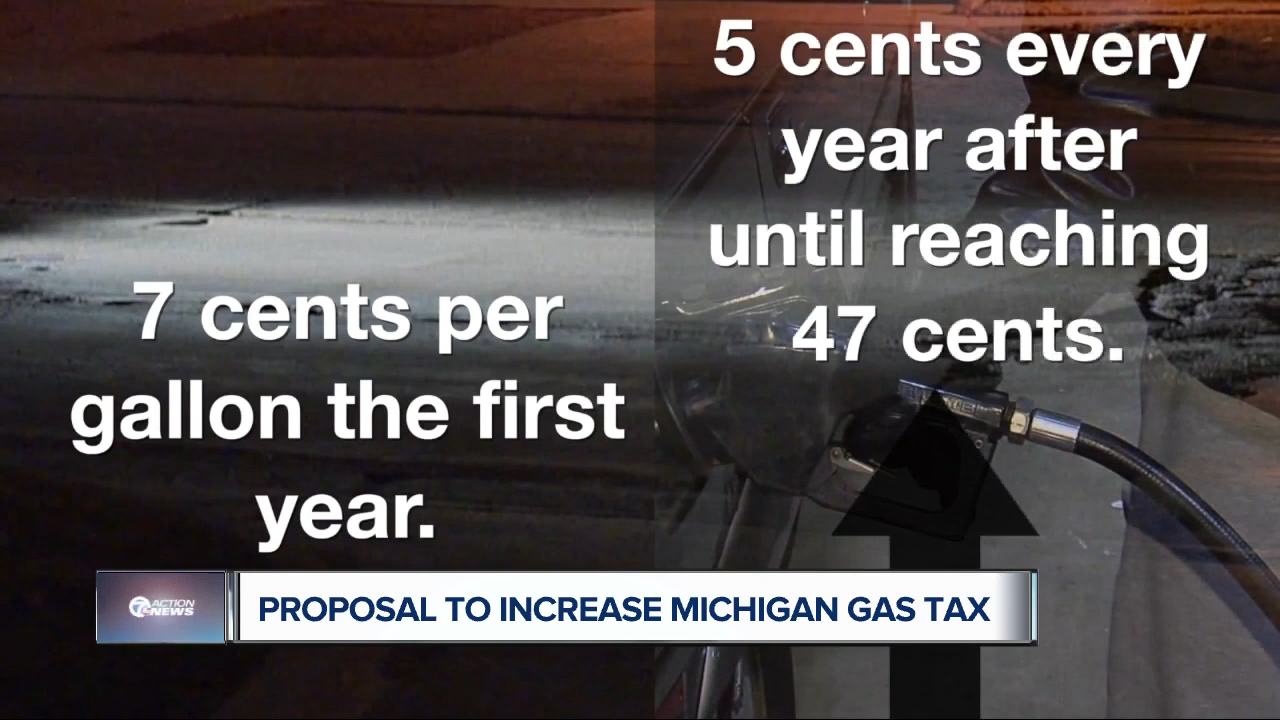 7 cents per
gallon the first
year.
5 cents every
year after
until reaching
47 cents.
7 ACTION
NEWS
PROPOSAL TO INCREASE MICHIGAN GAS TAX